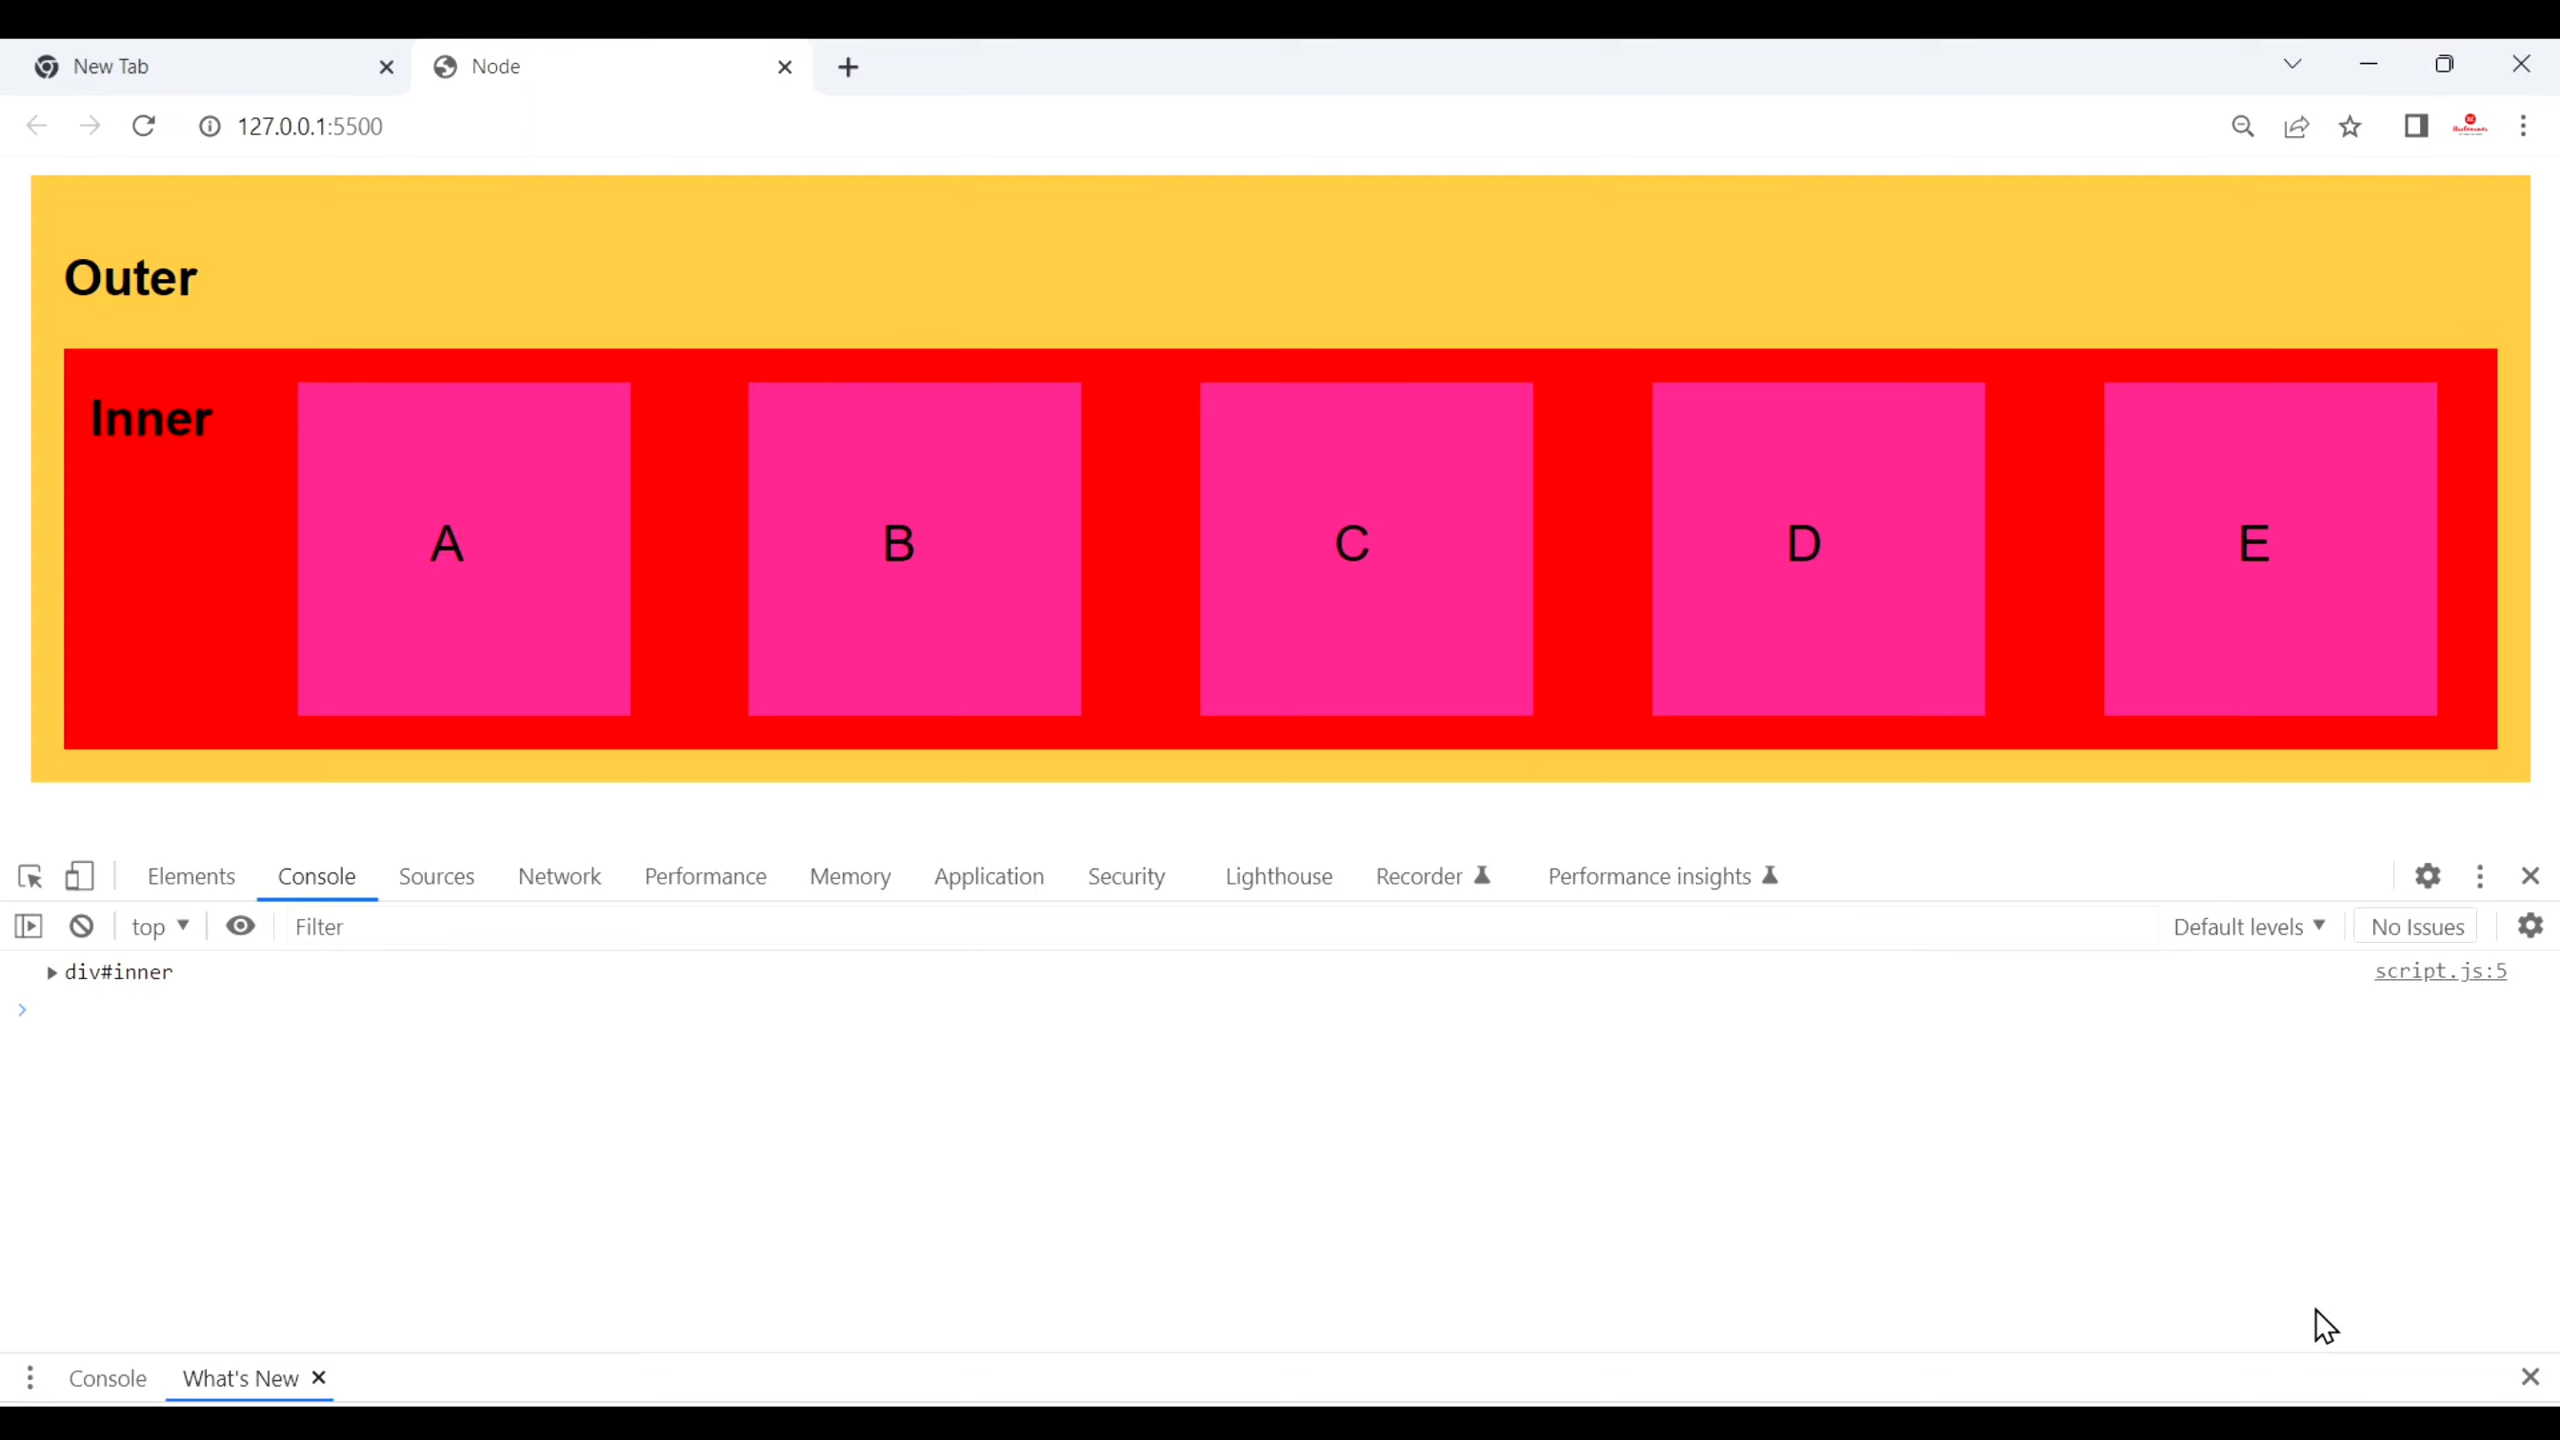 New Tab
Node
127.0.0.1:5500
Outer
Inner
A
B
C
D
E
Elements Console Sources Network Performance Memory Application Security Lighthouse Recorder Performance insights
top Filter Default levels No Issues
div#inner script.js:5
Console What's New